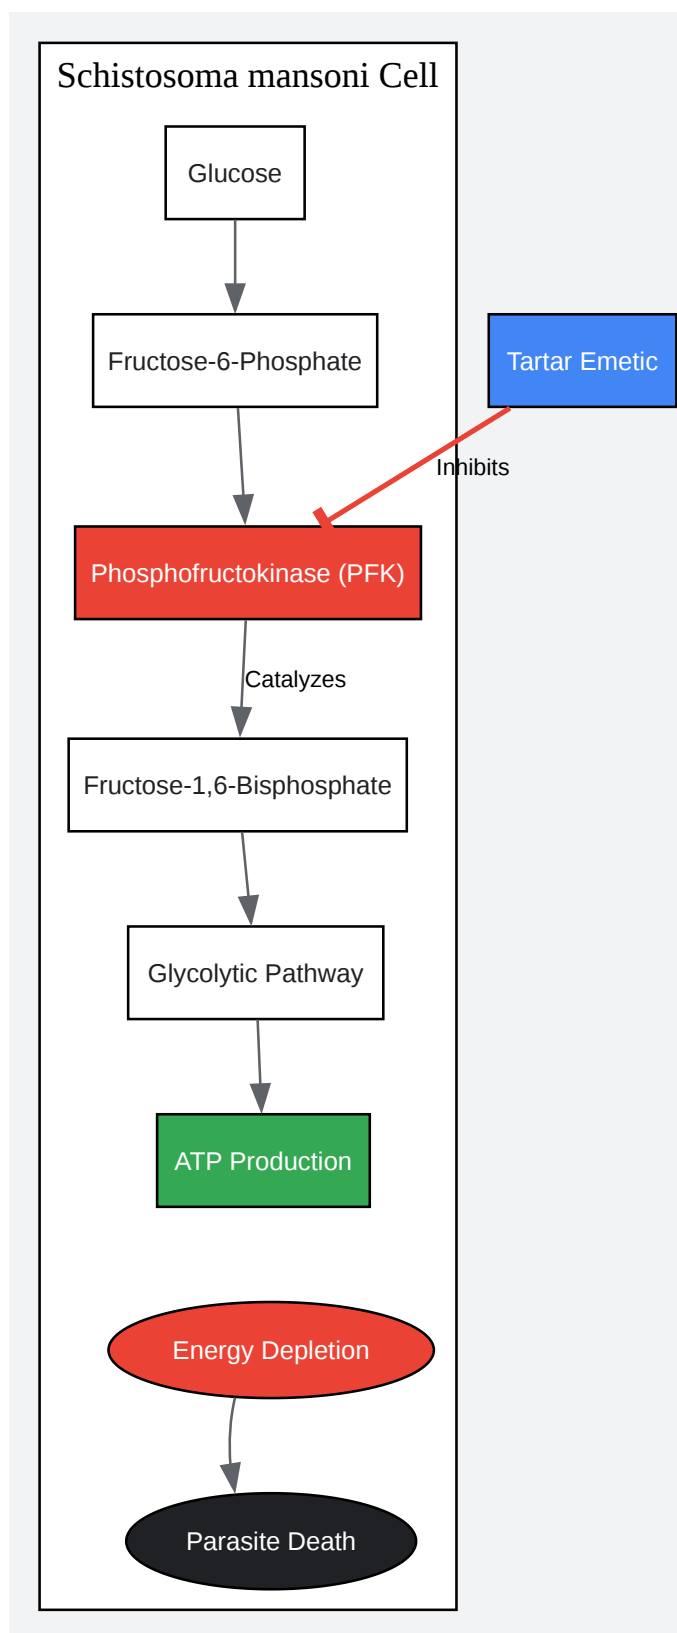 Schistosoma mansoni Cell
Glucose
Fructose-6-Phosphate
Tartar Emetic
Inhibits
Phosphofructokinase (PFK)
Catalyzes
Fructose-1,6-Bisphosphate
Glycolytic Pathway
ATP Production
Energy Depletion
Parasite Death